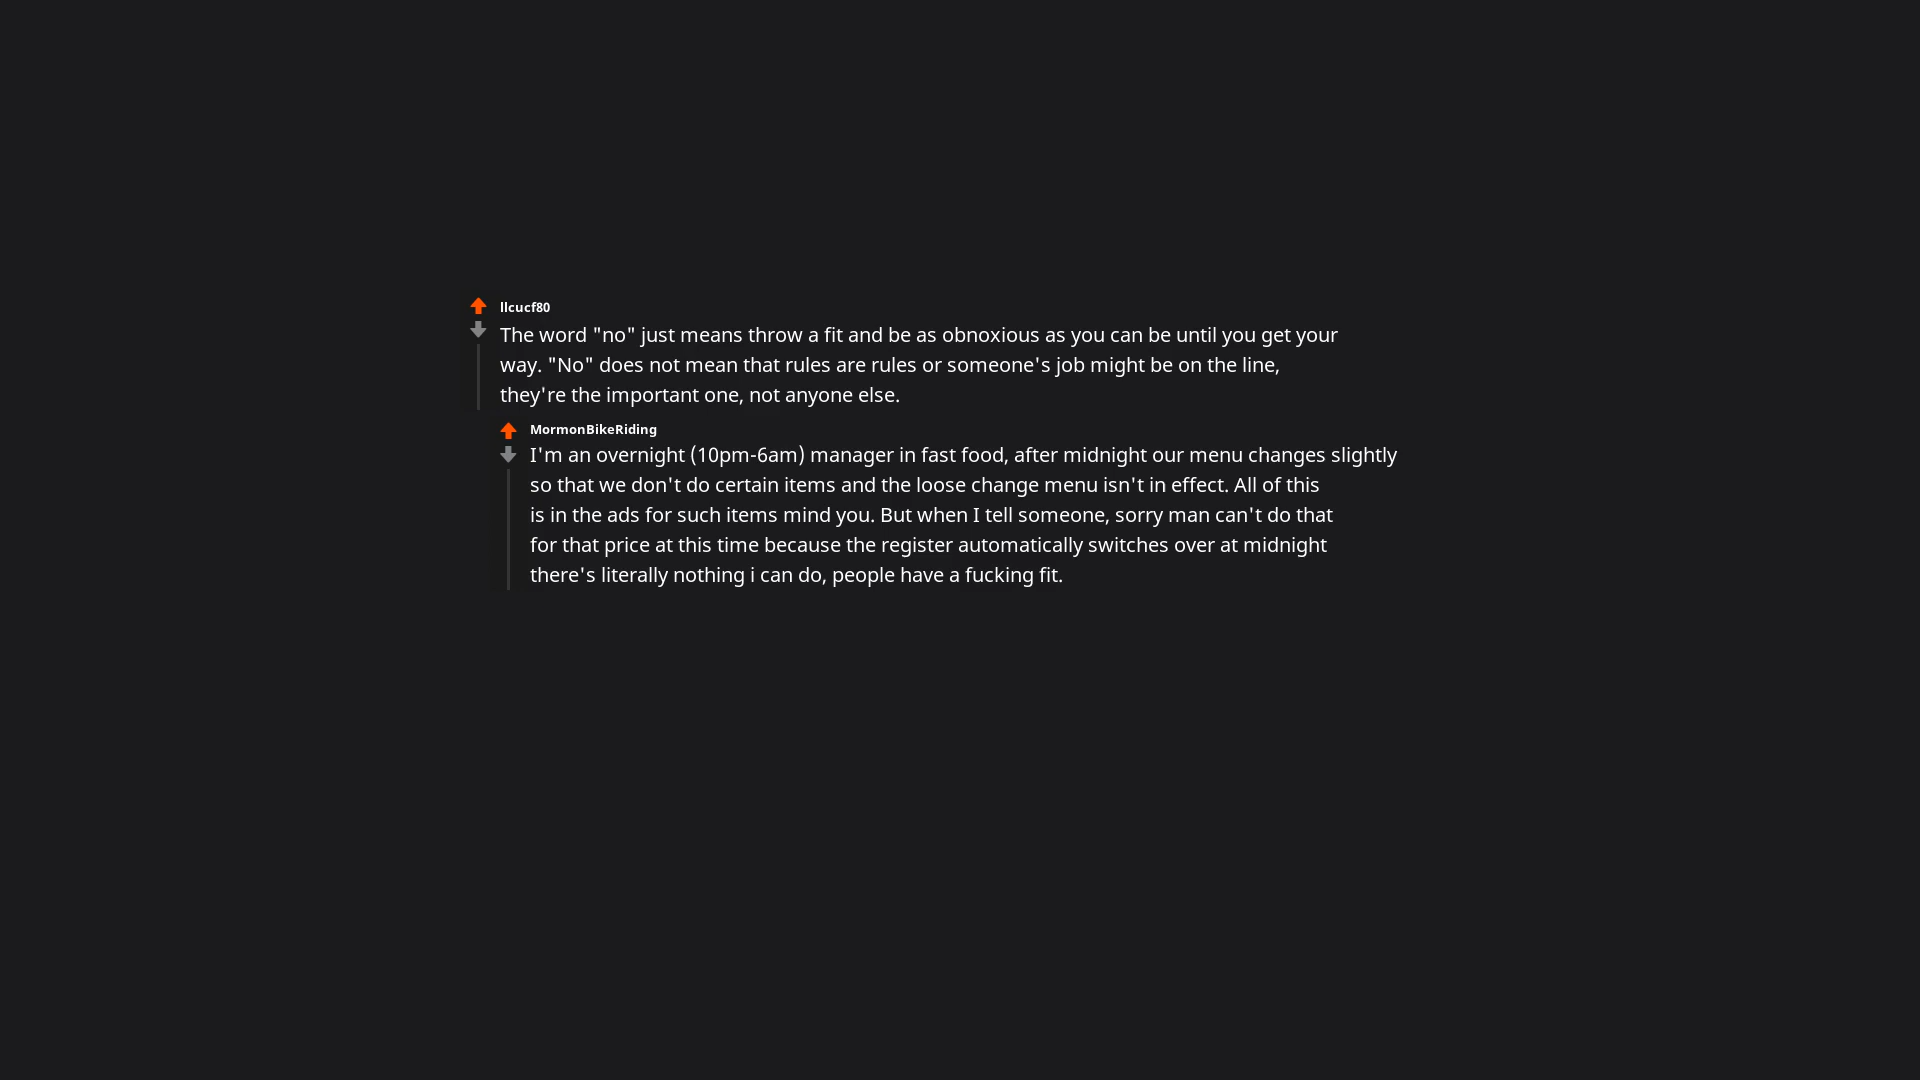 llcucf80
The word "no" just means throw a fit and be as obnoxious as you can be until you get your
way. "No" does not mean that rules are rules or someone's job might be on the line,
they're the important one, not anyone else.
MormonBikeRiding
I'm an overnight (10pm-6am) manager in fast food, after midnight our menu changes slightly
so that we don't do certain items and the loose change menu isn't in effect. All of this
is in the ads for such items mind you. But when I tell someone, sorry man can't do that
for that price at this time because the register automatically switches over at midnight
there's literally nothing i can do, people have a fucking fit.